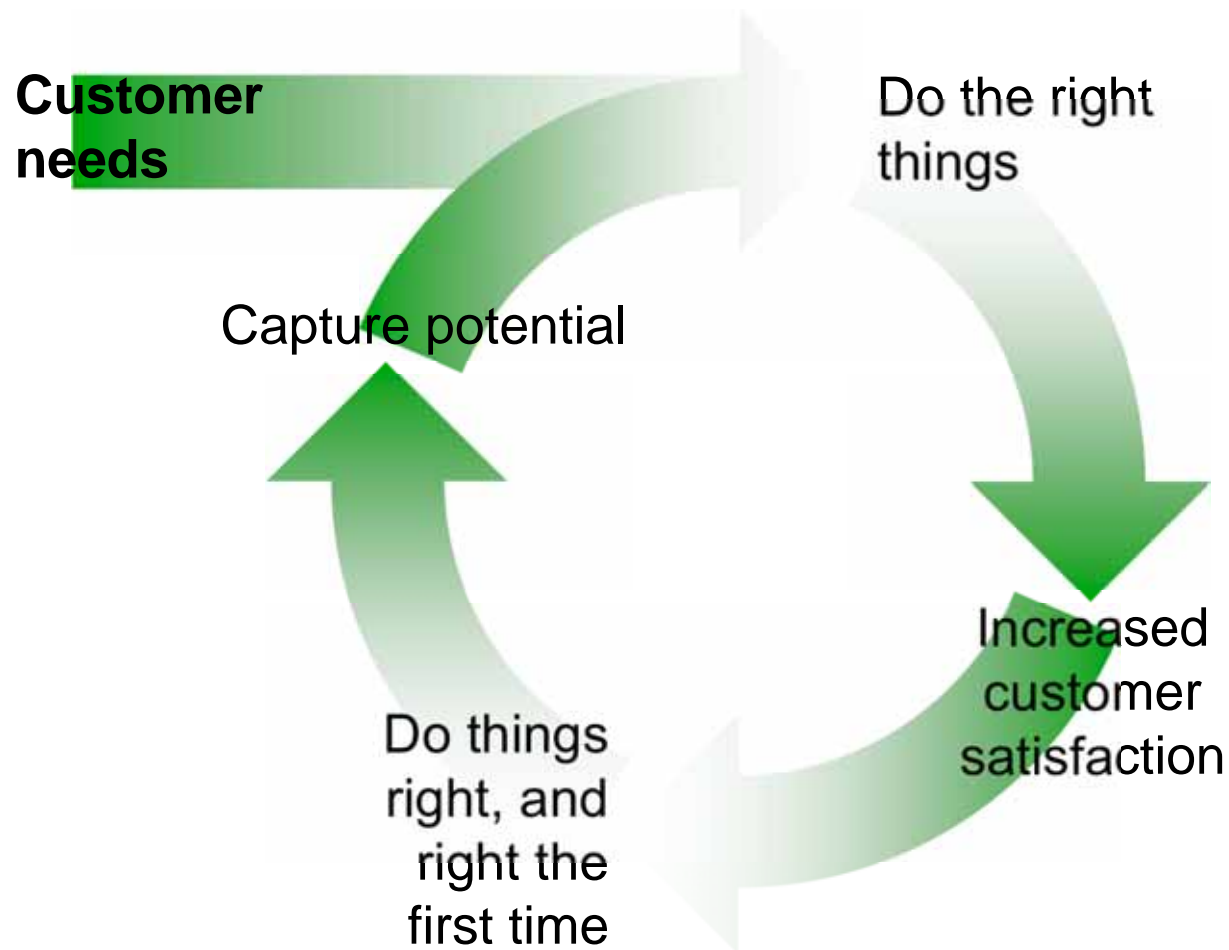 Customer
needs
Do the right
things
Capture potential
Increased
customer
satisfaction
Do things
right, and
right the
first time